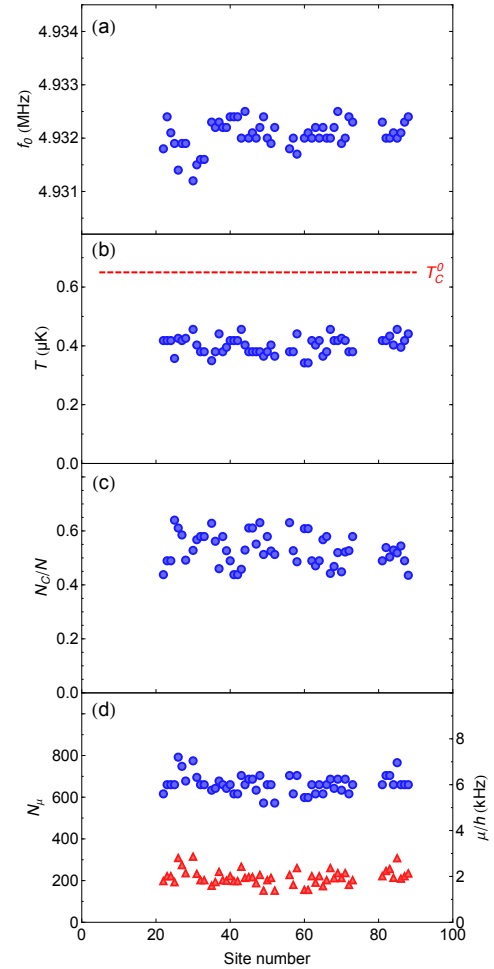 (a)
4.934
4.933
4.932
4.931
f₀ (MHz)
(b)
T_C^0
0.6
0.4
0.2
0.0
T (μK)
(c)
0.6
0.4
0.2
0.0
N_C/N
(d)
800
600
400
200
0
N_μ
8
6
4
2
0
μ/h (kHz)
0 20 40 60 80 100
Site number